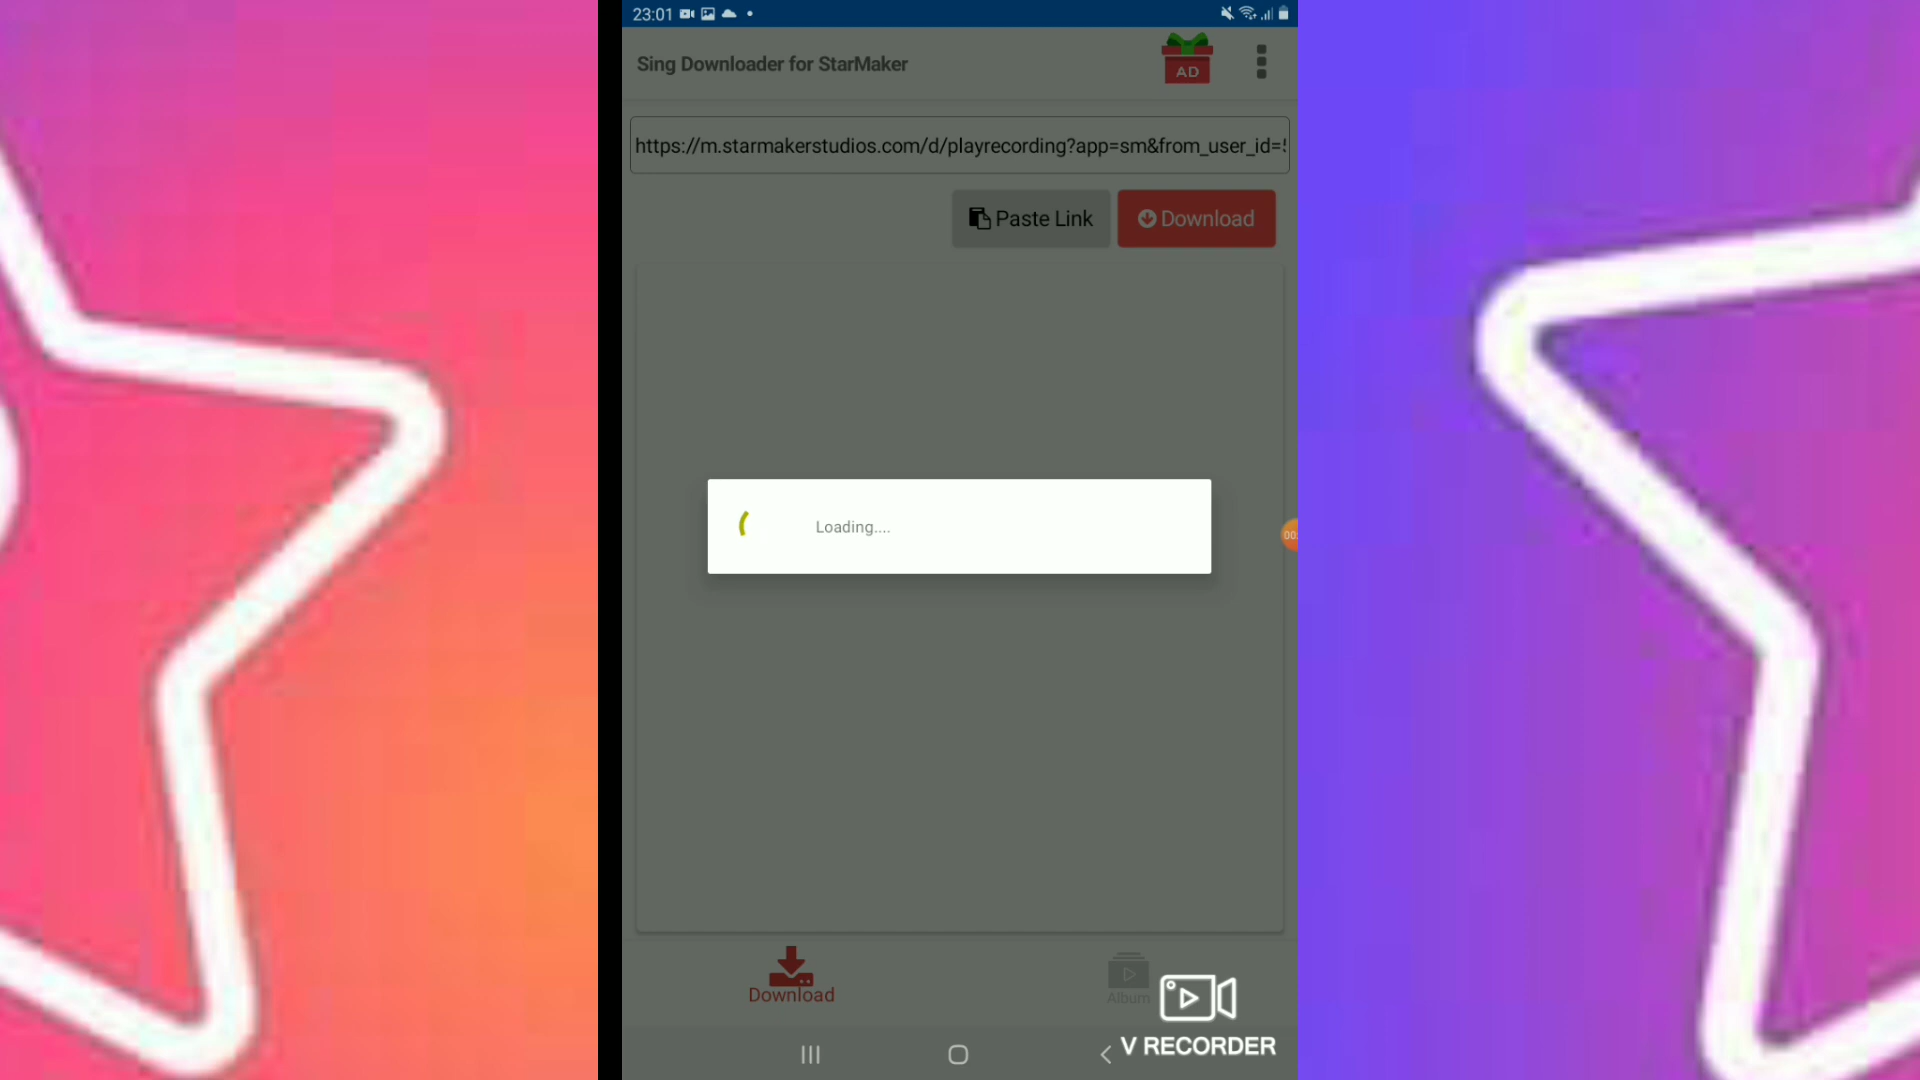 23:01
Sing Downloader for StarMaker
AD
https://m.starmakerstudios.com/d/playrecording?app=sm&from_user_id=
Paste Link
Download
Loading....
00:
Download
Album
V RECORDER